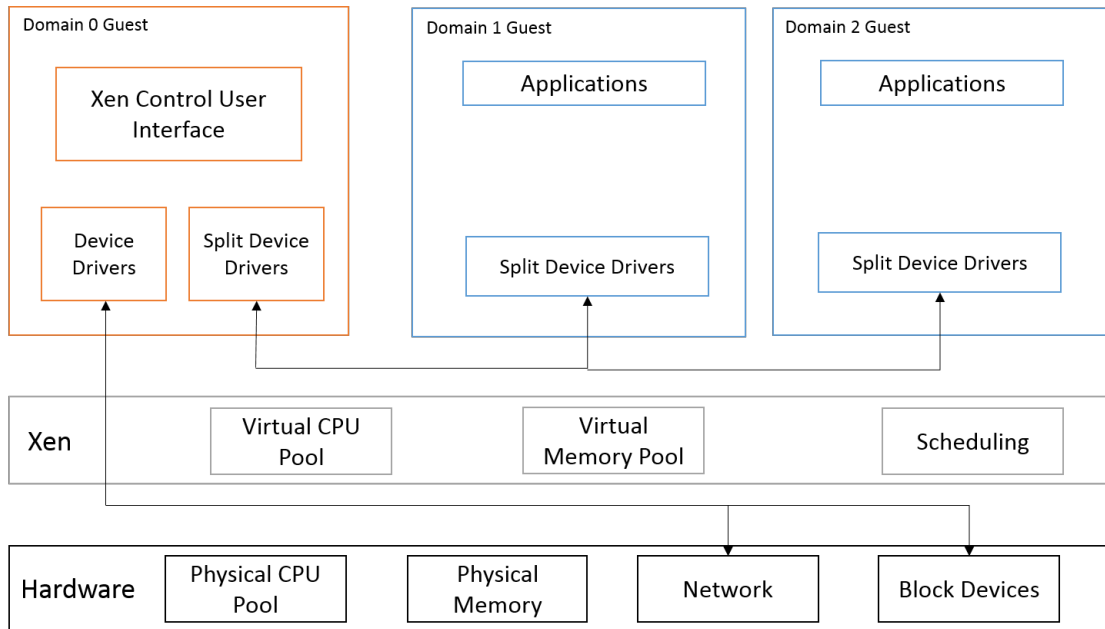 Domain 0 Guest
Xen Control User
Interface
Device
Drivers
Split Device
Drivers
Domain 1 Guest
Applications
Split Device Drivers
Domain 2 Guest
Applications
Split Device Drivers
Xen
Virtual CPU
Pool
Virtual
Memory Pool
Scheduling
Hardware
Physical CPU
Pool
Physical
Memory
Network
Block Devices